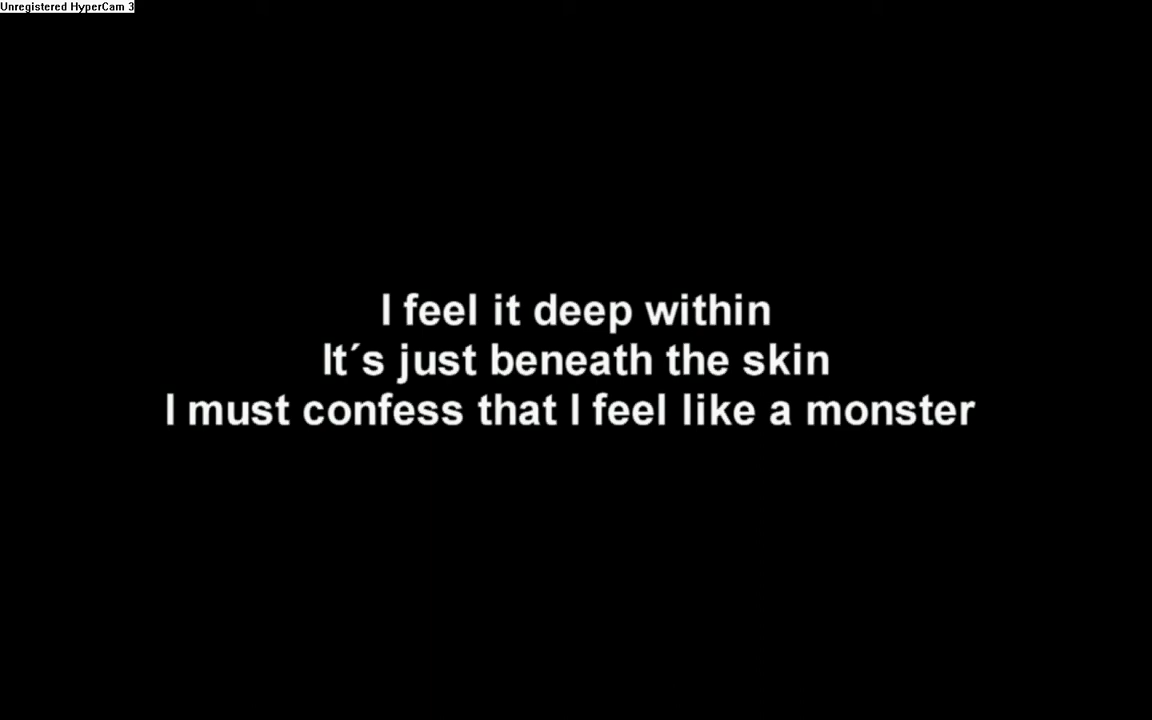 Unregistered HyperCam 3
I feel it deep within
It´s just beneath the skin
I must confess that I feel like a monster